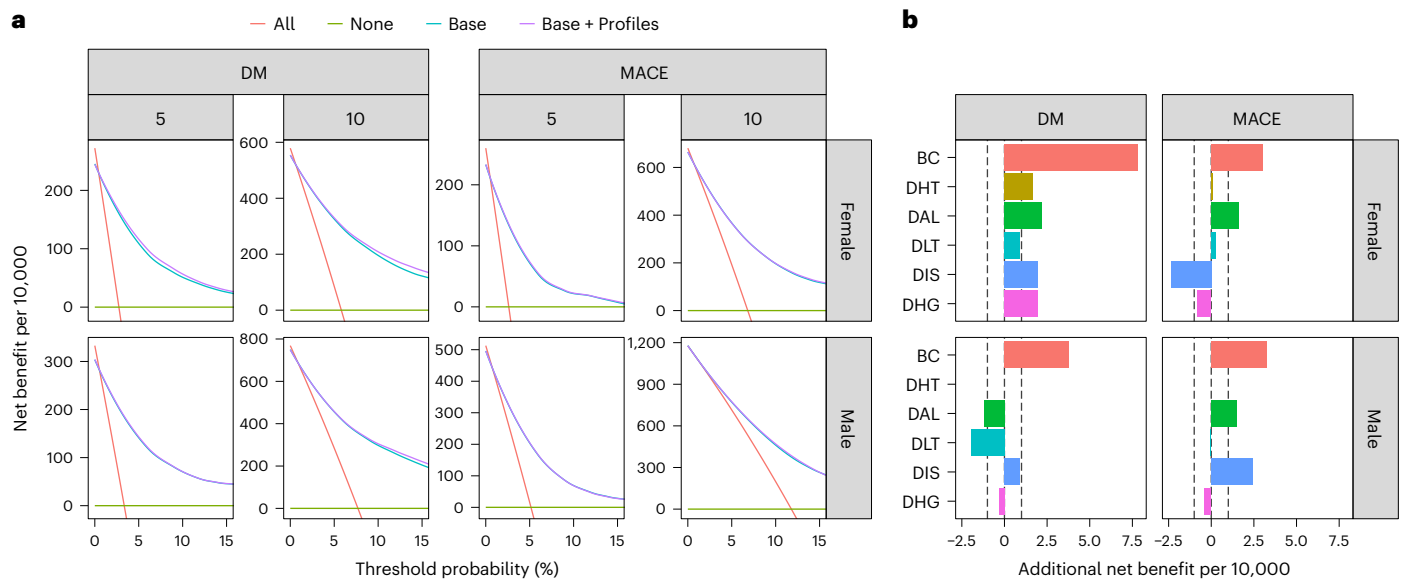 a
All None Base Base + Profiles
DM MACE
5 10 5 10
Net benefit per 10,000
200
100
0
600
400
200
0
200
100
0
600
400
200
0
Female
300
200
100
0
800
600
400
200
0
500
400
300
200
100
0
1,200
900
600
300
0
Male
0 5 10 15 0 5 10 15 0 5 10 15 0 5 10 15
Threshold probability (%)
b
DM MACE
BC
DHT
DAL
DLT
DIS
DHG
Female
BC
DHT
DAL
DLT
DIS
DHG
Male
−2.5 0 2.5 5.0 7.5 −2.5 0 2.5 5.0 7.5
Additional net benefit per 10,000